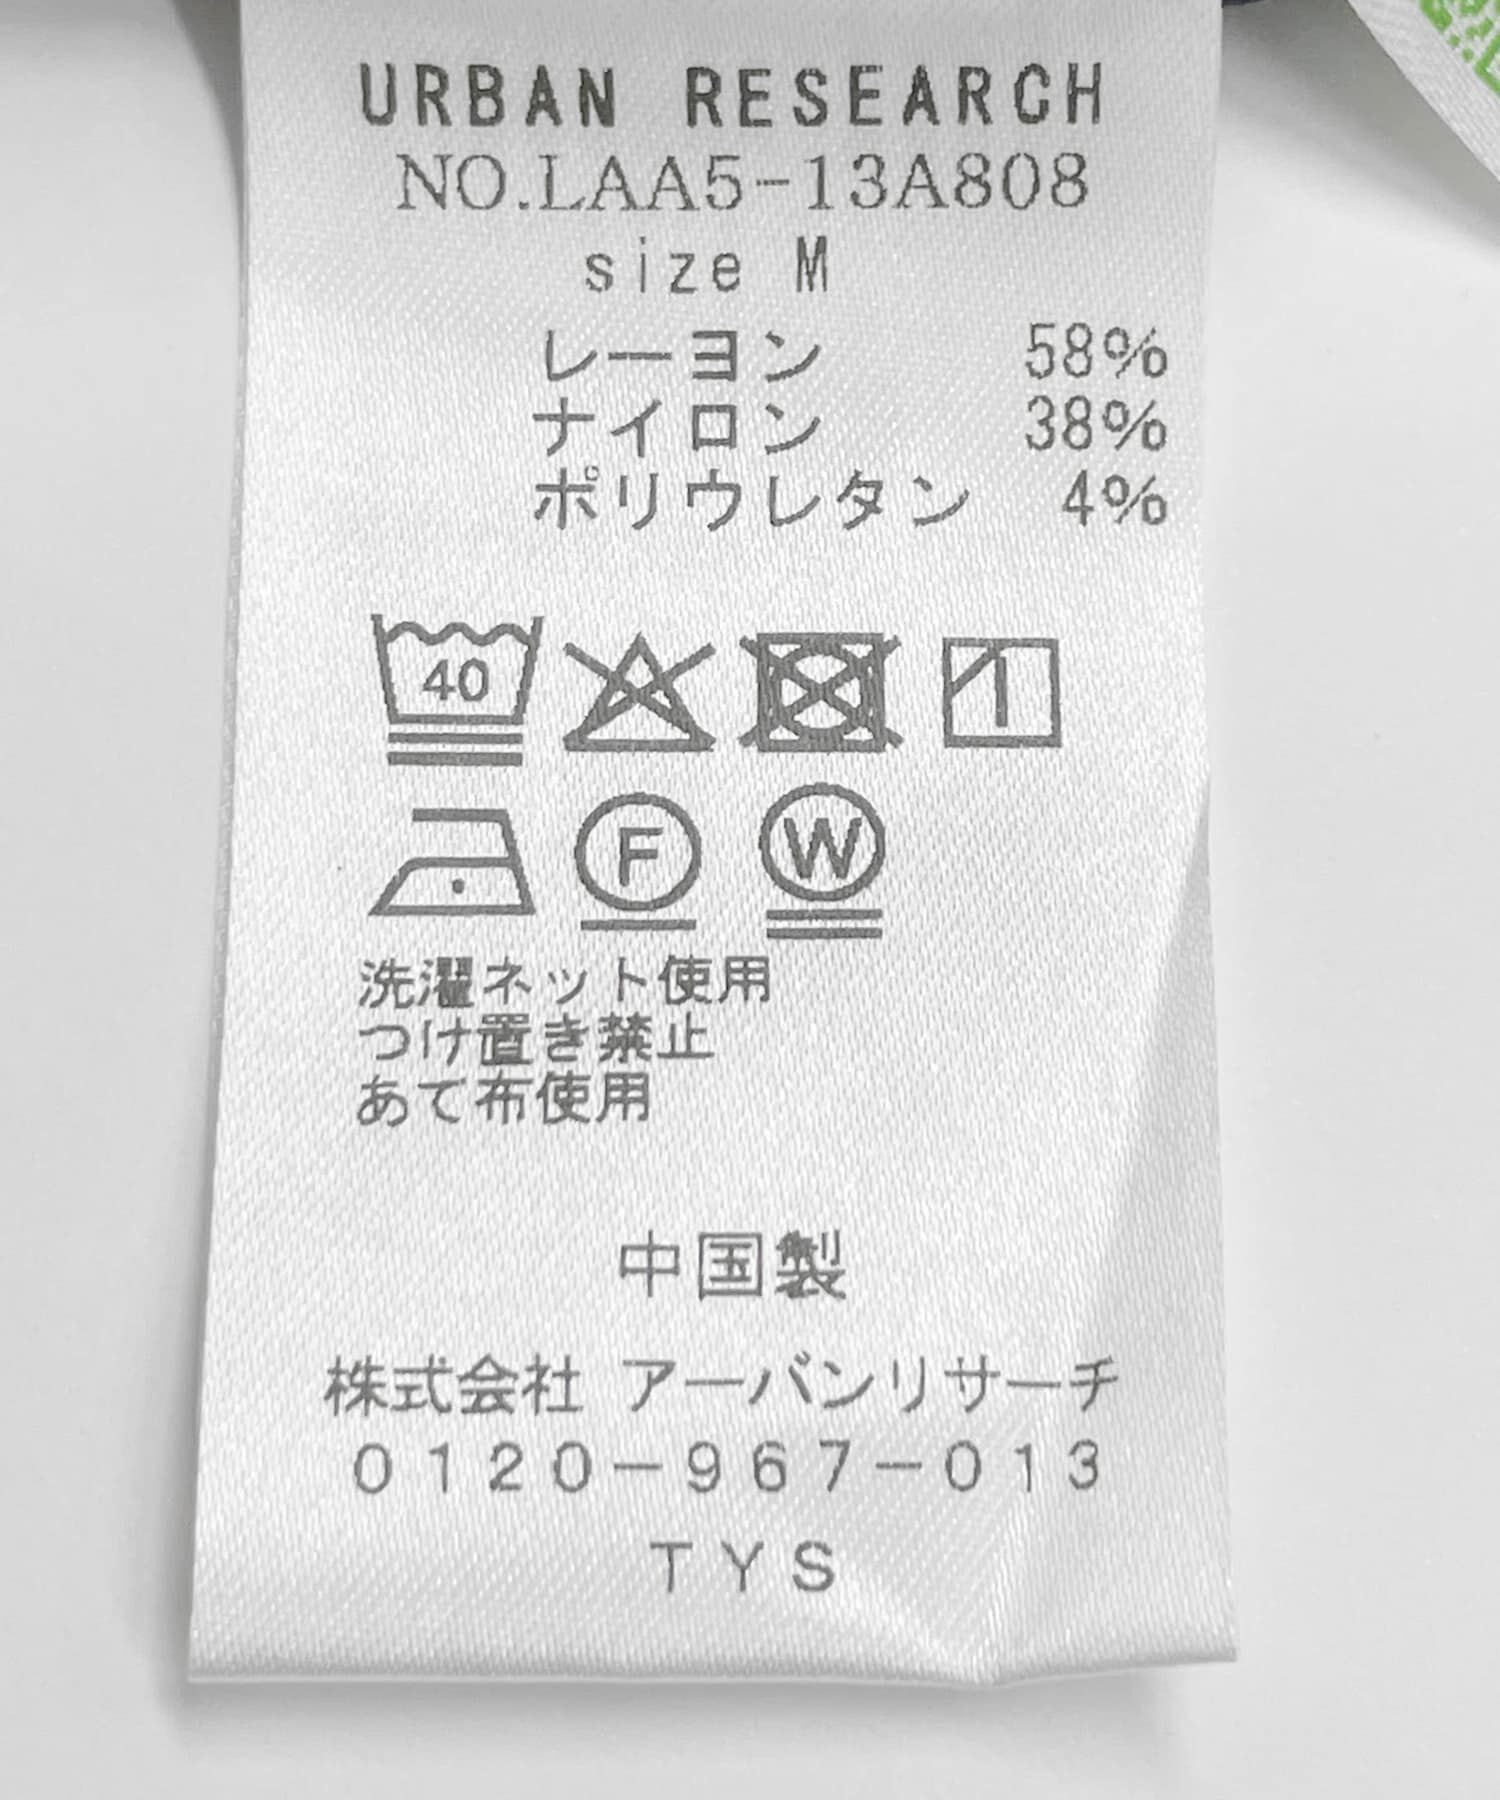 URBAN RESEARCH
NO.LAA5-13A808
size M
レーヨン 58%
ナイロン 38%
ポリウレタン 4%
40
F
W
洗濯ネット使用
つけ置き禁止
あて布使用
中国製
株式会社 アーバンリサーチ
0120-967-013
TYS